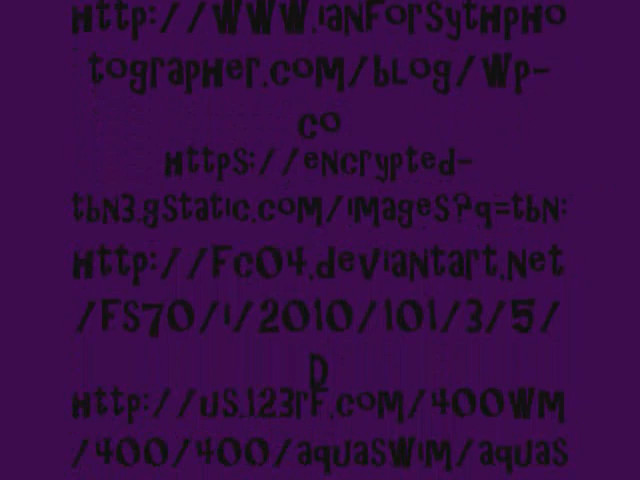 http://www.ianforsythpho
tographer.com/blog/wp-
co
https://encrypted-
tbn3.gstatic.com/images?q=tbn:
http://fc04.deviantart.net
/fs70/i/2010/101/3/5/
D
http://us.123rf.com/400wm
/400/400/aquaswim/aquas